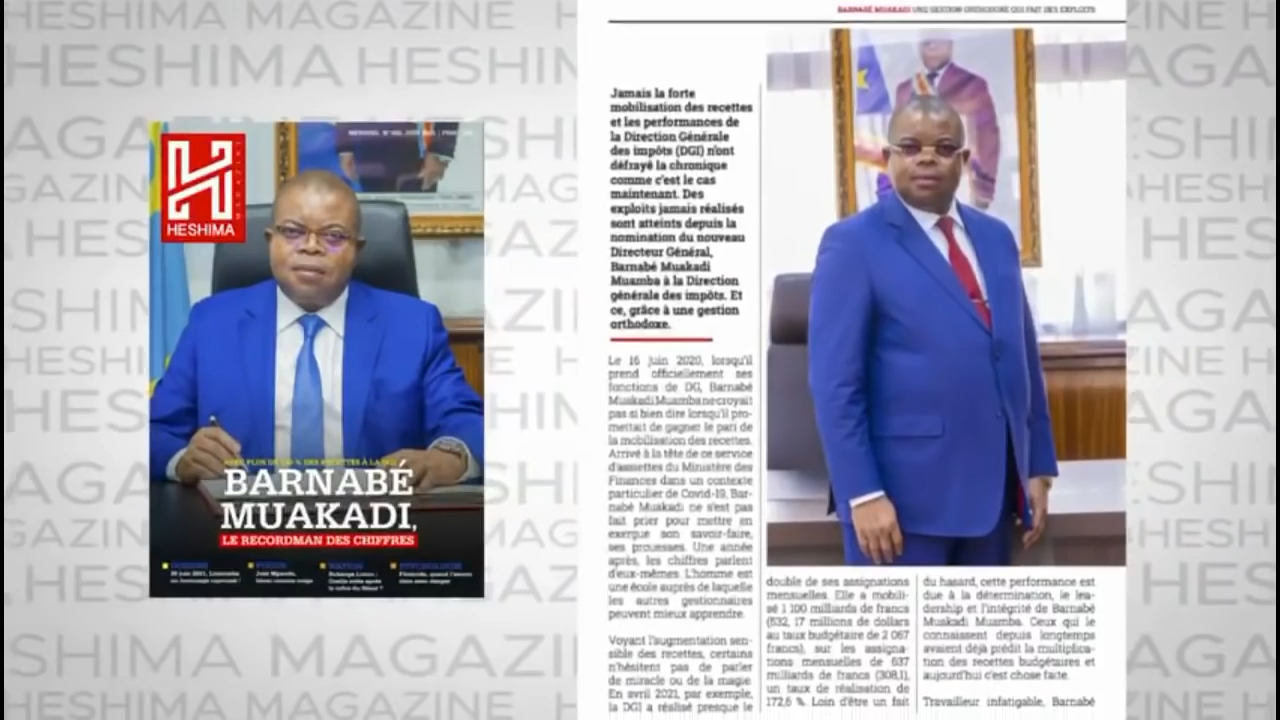 HESHIMA MAGAZINE
HESHIMA
MAGAZINE
HESHIMA
BARNABÉ
MUAKADI,
LE RECORDMAN DES CHIFFRES
BARNABÉ MUAKADI UNE GESTION ORTHODOXE QUI FAIT DES EXPLOITS
Jamais la forte
mobilisation des recettes
et les performances de
la Direction Générale
des impôts (DGI) n'ont
défrayé la chronique
comme c'est le cas
maintenant. Des
exploits jamais réalisés
sont atteints depuis la
nomination du nouveau
Directeur Général,
Barnabé Muakadi
Muamba à la Direction
générale des impots. Et
ce, grâce à une gestion
orthodoxe.
Le 16 juin 2020, lorsqu'il
prend officiellement ses
fonctions de DG, Barnabé
Muakadi Muamba ne croyait
pas si bien dire lorsqu'il pro-
mettait de gagner le pari de
la mobilisation des recettes.
Arrivé à la tête de ce service
d'assiettes du Ministère des
Finances dans un contexte
particulier de Covid-19, Bar-
nabé Muakadi ne s'est pas
fait prier pour mettre en
exergue son savoir-faire,
ses prouesses. Une année
après, les chiffres parlent
d'eux-mêmes. L'homme est
une école auprès de laquelle
les autres gestionnaires
peuvent mieux apprendre.
Voyant l'augmentation sen-
sible des recettes, certains
n'hésitent pas de parler
de miracle ou de la magie.
En avril 2021, par exemple,
la DGI a réalisé presque le
double de ses assignations
mensuelles. Elle a mobili-
sé 1 100 milliards de francs
(532, 17 millions de dollars
au taux budgétaire de 2 067
francs), sur les assigna-
tions mensuelles de 637
milliards de francs (308,1),
un taux de réalisation de
172,6 %. Loin d'être un fait
du hasard, cette performance est
due à la détermination, le lea-
dership et l'intégrité de Barnabé
Muakadi Muamba. Ceux qui le
connaissent depuis longtemps
avaient déjà prédit la multiplica-
tion des recettes budgétaires et
aujourd'hui c'est chose faite.
Travailleur infatigable, Barnabé